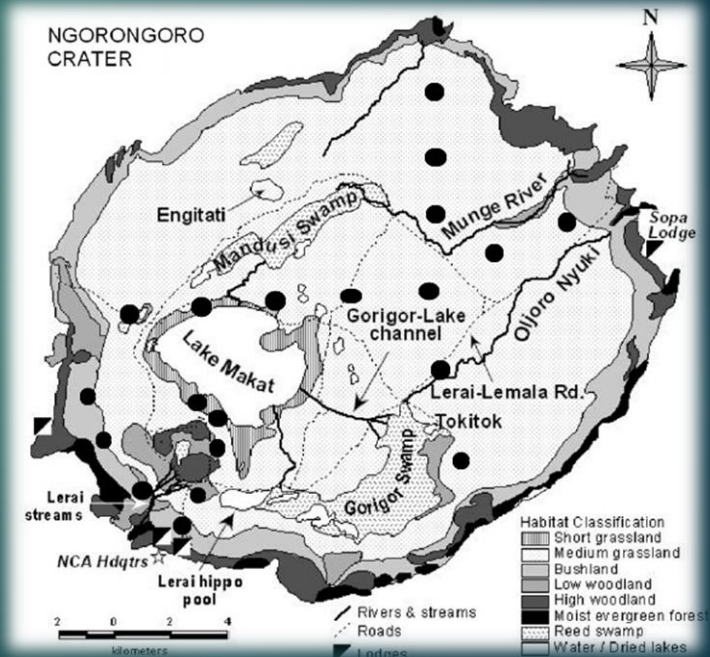 NGORONGORO
CRATER
N
Engitati
Mandusi Swamp
Munge River
Sopa
Lodge
Gorigor-Lake
channel
Oljoro Nyuki
Lake Makat
Lerai-Lemala Rd.
Tokitok
Gorigor Swamp
Lerai
streams
NCA Hdqtrs
Lerai hippo
pool
Habitat Classification
Short grassland
Medium grassland
Bushland
Low woodland
High woodland
Moist evergreen forest
Reed swamp
Water / Dried lakes
Rivers & streams
Roads
Lodges
2 0 2 4
kilometers